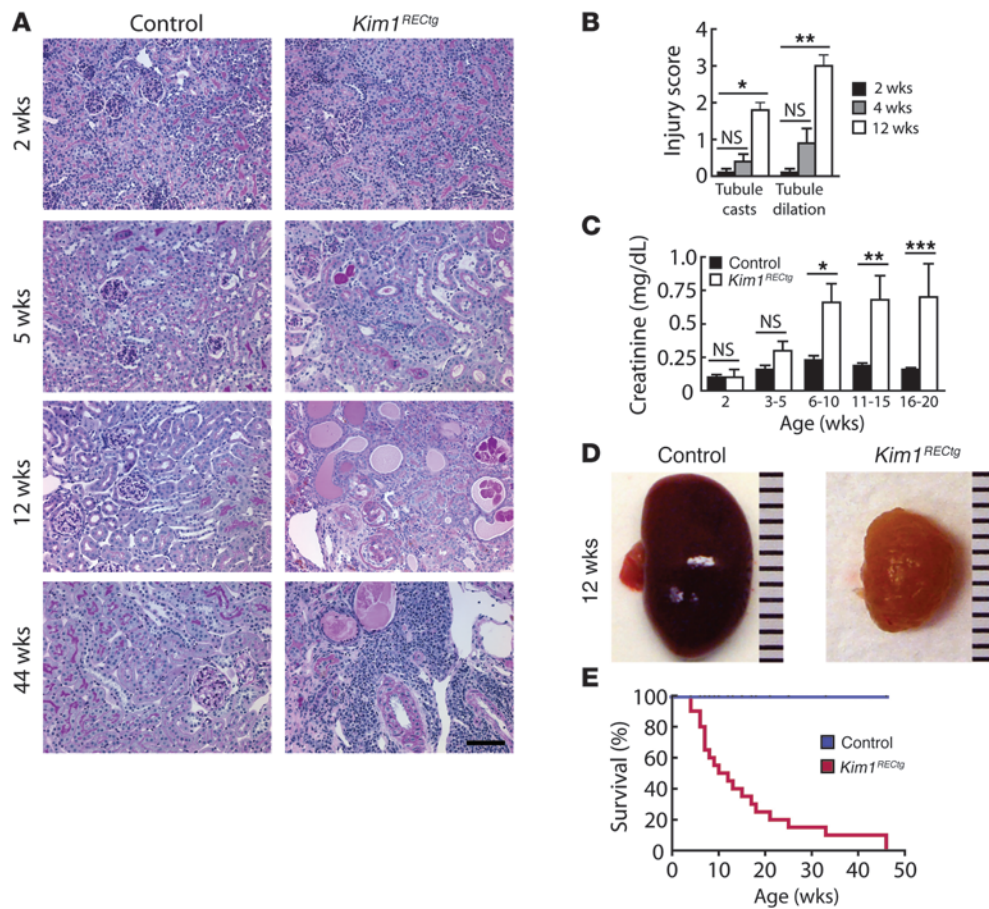 A
Control
Kim1RECtg
2 wks
5 wks
12 wks
44 wks
B
**
*
NS
NS
Injury score
4
3
2
1
0
Tubule casts
Tubule dilation
2 wks
4 wks
12 wks
C
Control
Kim1RECtg
NS
NS
*
**
***
Creatinine (mg/dL)
1.0
0.75
0.5
0.25
0
2
3-5
6-10
11-15
16-20
Age (wks)
D
Control
Kim1RECtg
12 wks
E
Survival (%)
100
80
60
40
20
0
0
10
20
30
40
50
Age (wks)
Control
Kim1RECtg